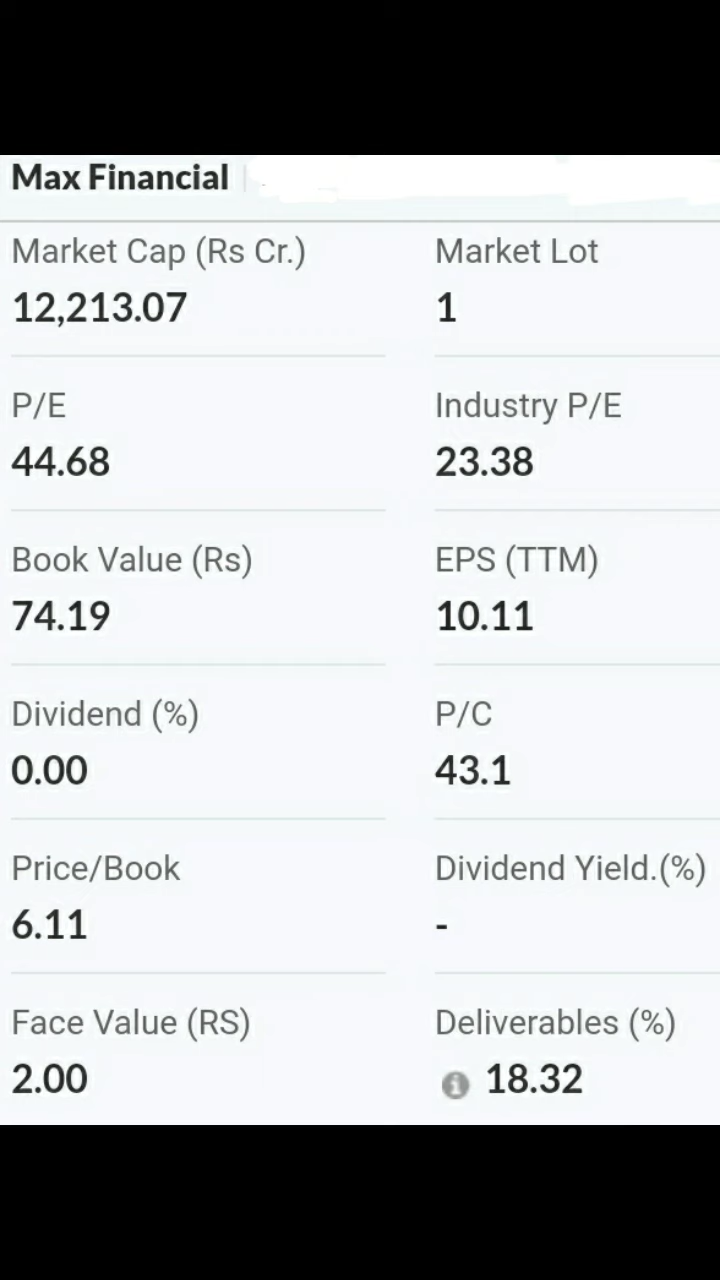 Max Financial
Market Cap (Rs Cr.) Market Lot
12,213.07 1
P/E Industry P/E
44.68 23.38
Book Value (Rs) EPS (TTM)
74.19 10.11
Dividend (%) P/C
0.00 43.1
Price/Book Dividend Yield.(%)
6.11 -
Face Value (RS) Deliverables (%)
2.00 i 18.32